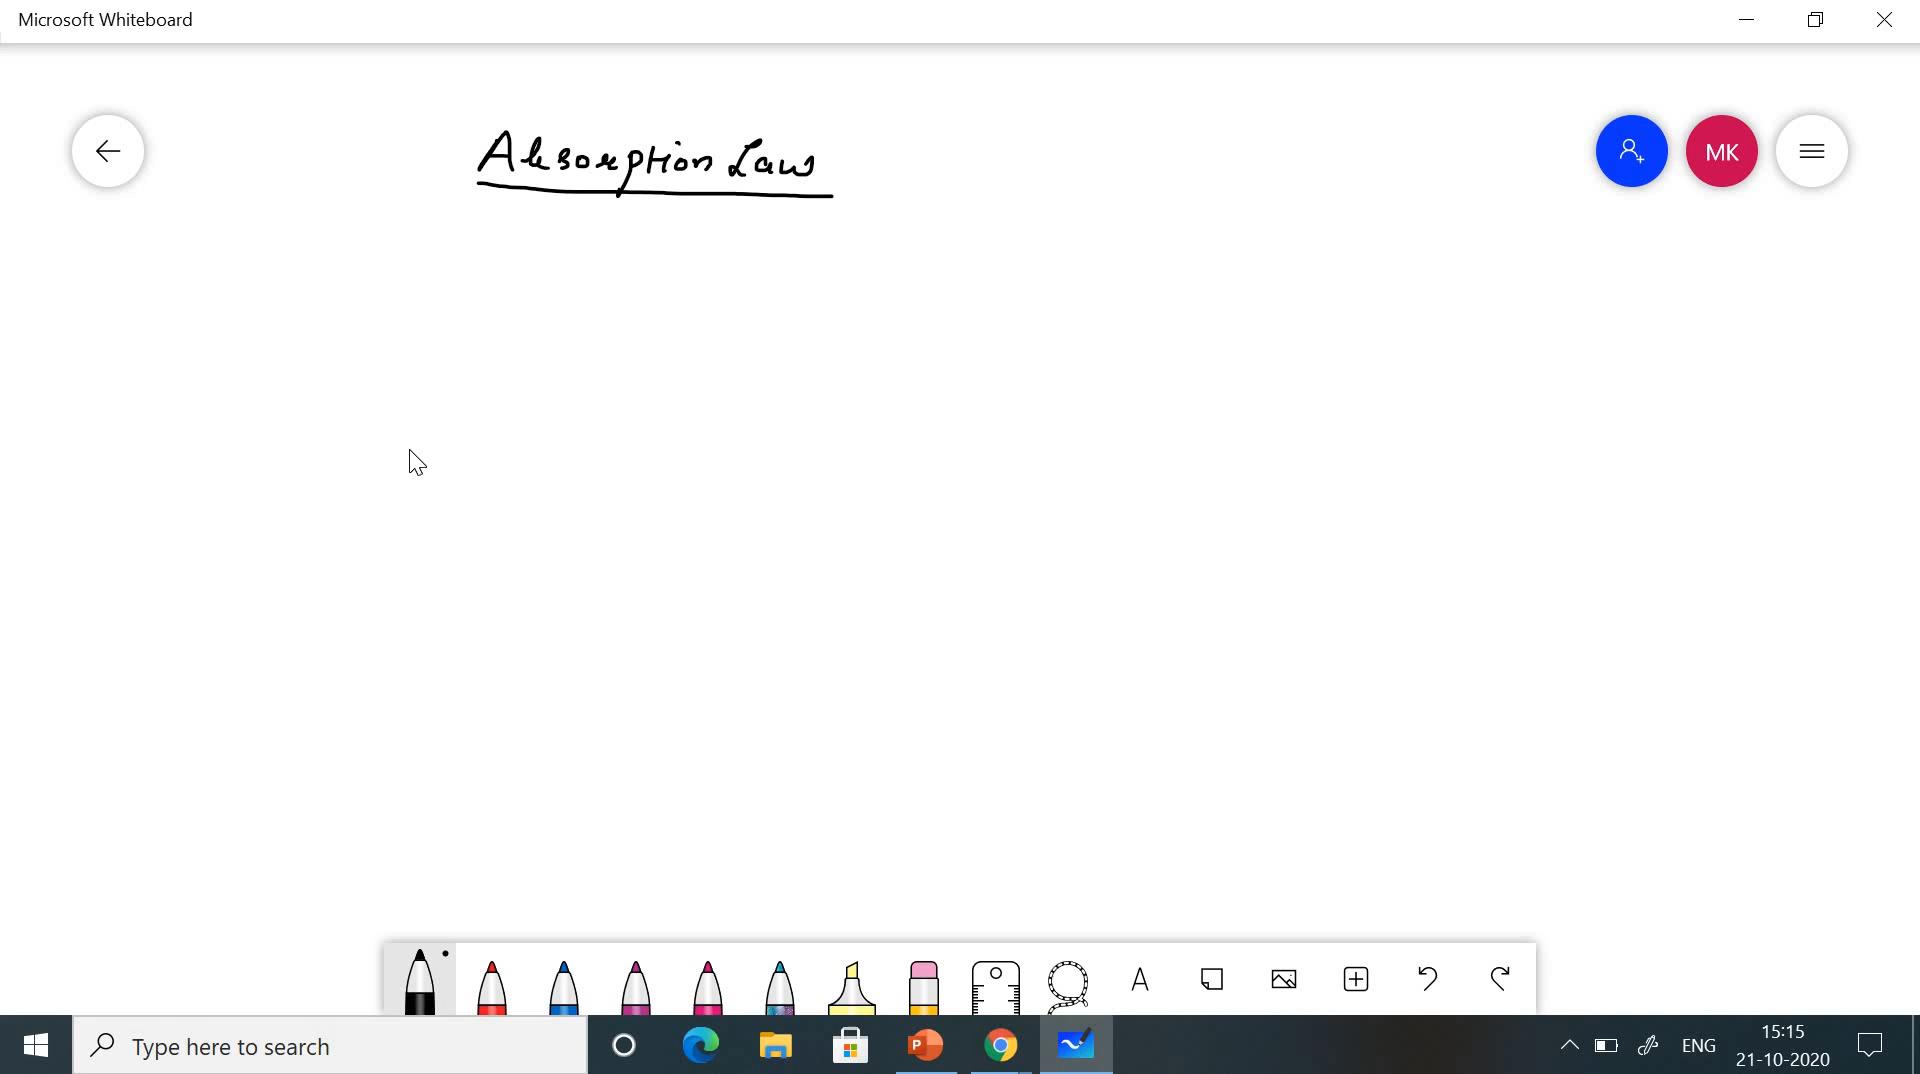 Microsoft Whiteboard
Absorption Laws
MK
A
Type here to search
P
ENG
15:15
21-10-2020